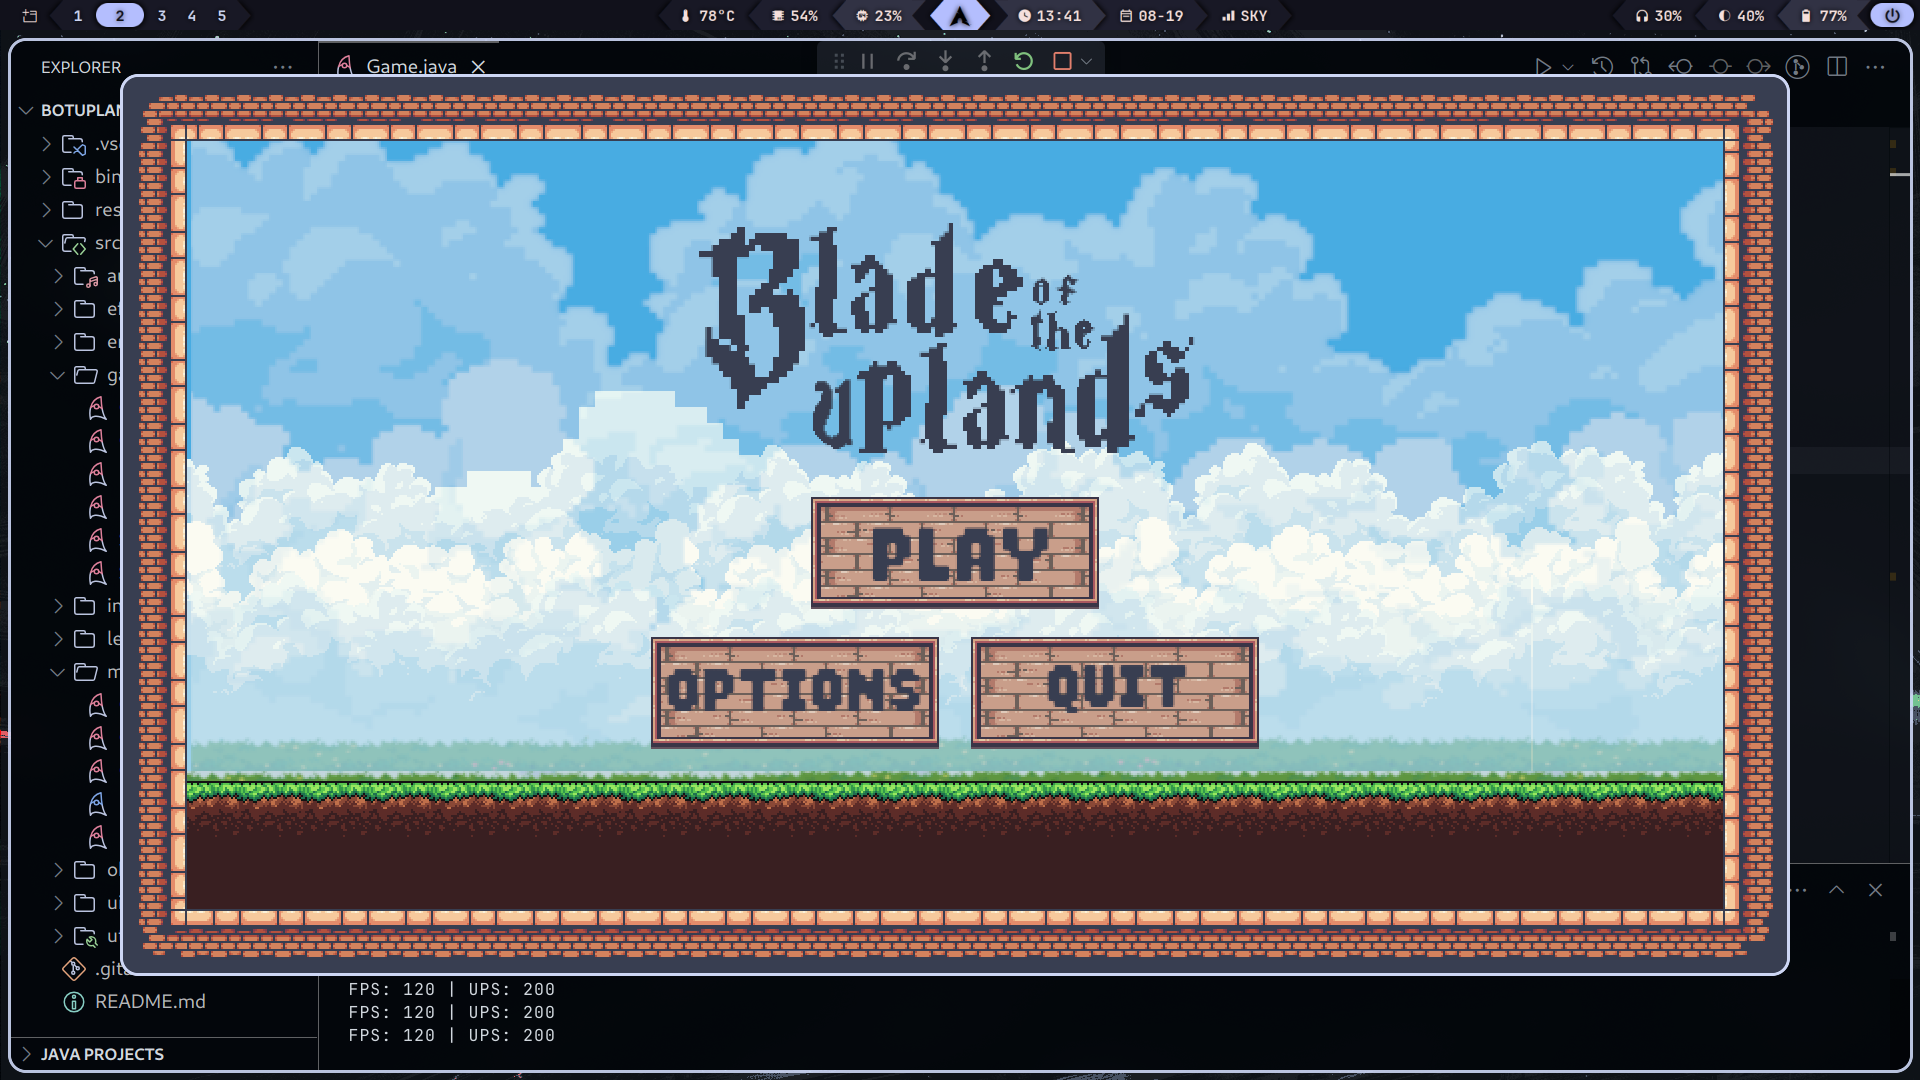 1 2 3 4 5 78°C 54% 23% 13:41 08-19 SKY 30% 40% 77%
EXPLORER
Game.java
BOTUPLAN
.vs
bin
res
src
Blade
of
the
uplands
PLAY
OPTIONS QUIT
.git
README.md
JAVA PROJECTS
FPS: 120 | UPS: 200
FPS: 120 | UPS: 200
FPS: 120 | UPS: 200